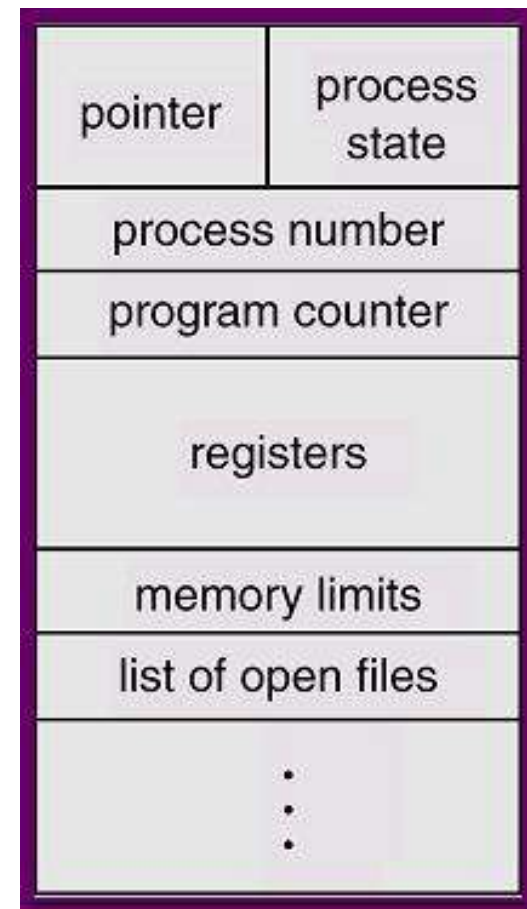 pointer
process
state
process number
program counter
registers
memory limits
list of open files
.
.
.